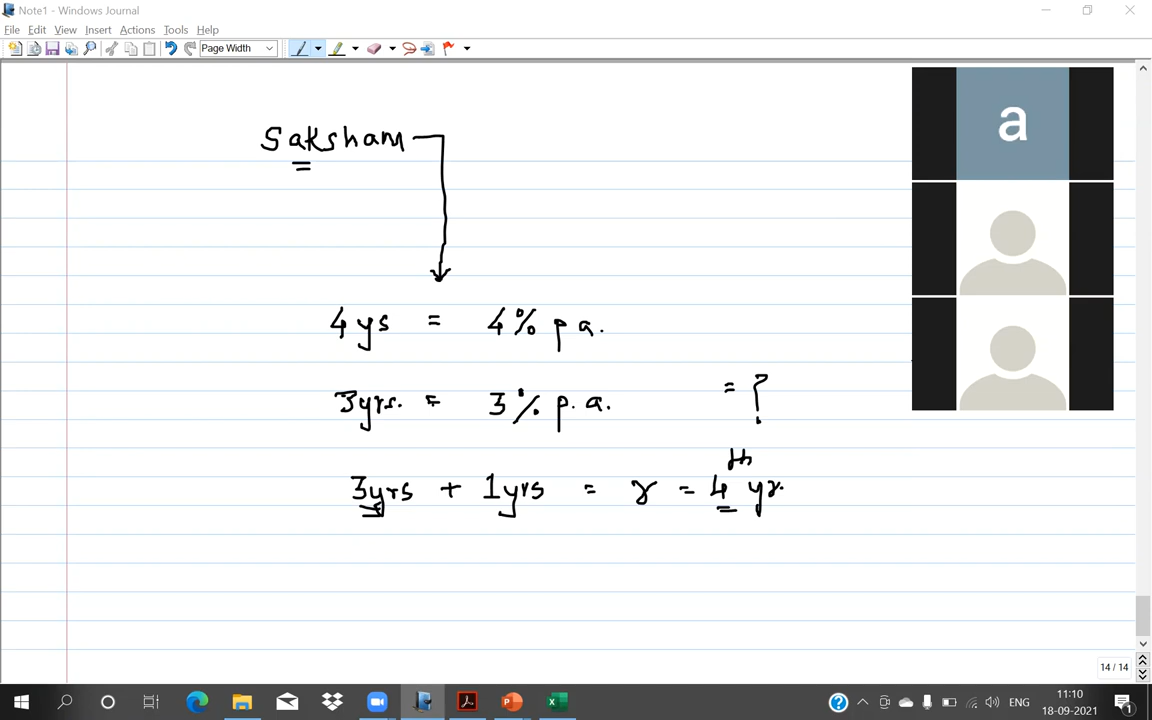 Note1 - Windows Journal
File Edit View Insert Actions Tools Help
Page Width
a
Saksham
4 ys = 4% p a.
3yrs. = 3% p. a. = ?
th
3yrs + 1yrs = r = 4 yr.
14 / 14
ENG
11:10
18-09-2021
1